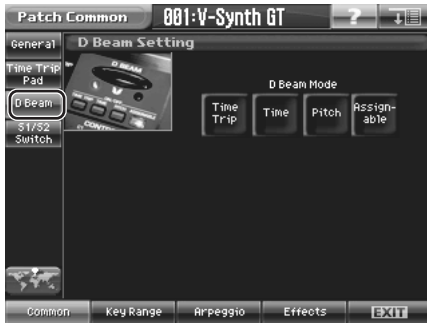 Patch Common
001:V-Synth GT
?
General
D Beam Setting
Time Trip
Pad
D Beam
S1/S2
Switch
D BEAM
D Beam Mode
Time
Trip
Time
Pitch
Assign-
able
Common
Key Range
Arpeggio
Effects
EXIT